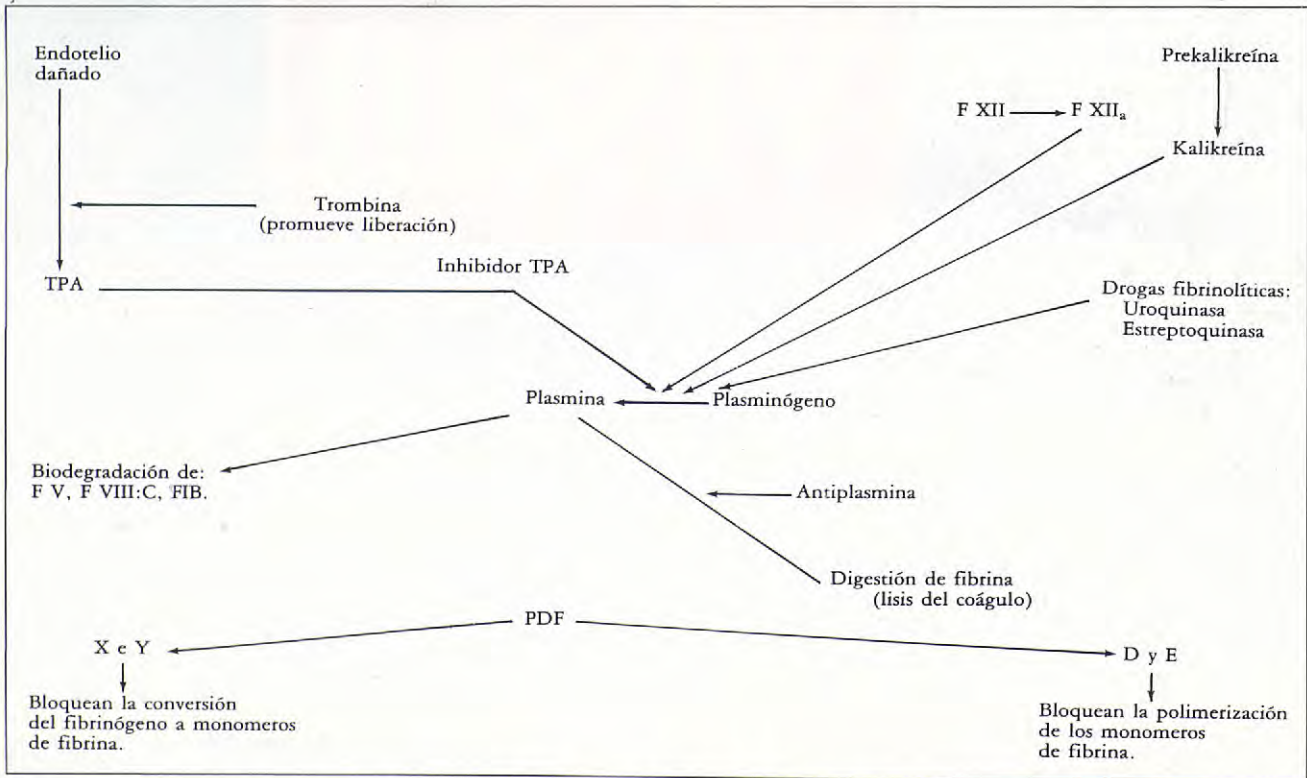 Endotelio
dañado
Prekalikreína
F XII
F XIIa
Kalikreína
Trombina
(promueve liberación)
Inhibidor TPA
TPA
Drogas fibrinolíticas:
Uroquinasa
Estreptoquinasa
Plasmina
Plasminógeno
Biodegradación de:
F V, F VIII:C, FIB.
Antiplasmina
Digestión de fibrina
(lisis del coágulo)
PDF
X e Y
D y E
Bloquean la conversión
del fibrinógeno a monomeros
de fibrina.
Bloquean la polimerización
de los monomeros
de fibrina.